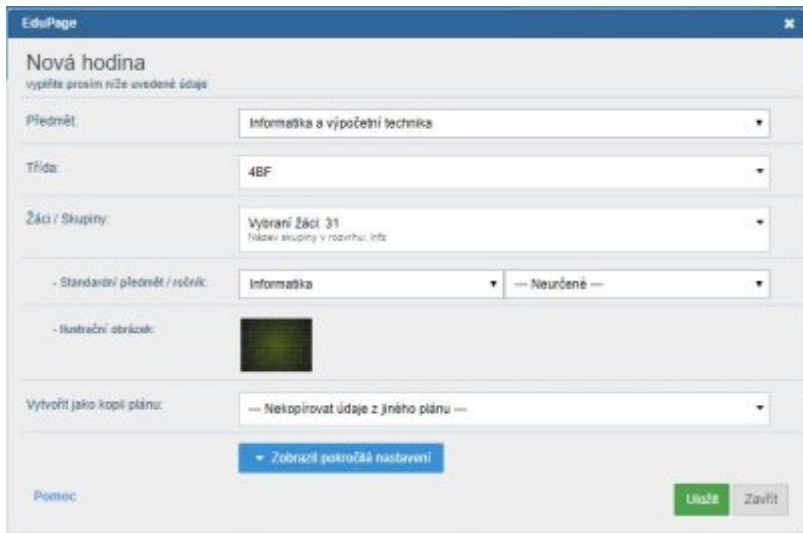 EduPage
Nová hodina
vyplňte prosím níže uvedené údaje
Předmět:
Informatika a výpočetní technika
Třída:
4BF
Žáci / Skupiny:
Vybraní žáci: 31
Název skupiny v rozvrhu: Info
- Standardní předmět / ročník:
Informatika
--- Neurčené ---
- Ilustrační obrázek:
Vytvořit jako kopii plánu:
--- Nekopírovat údaje z jiného plánu ---
Zobrazit pokročilá nastavení
Pomoc
Uložit
Zavřít